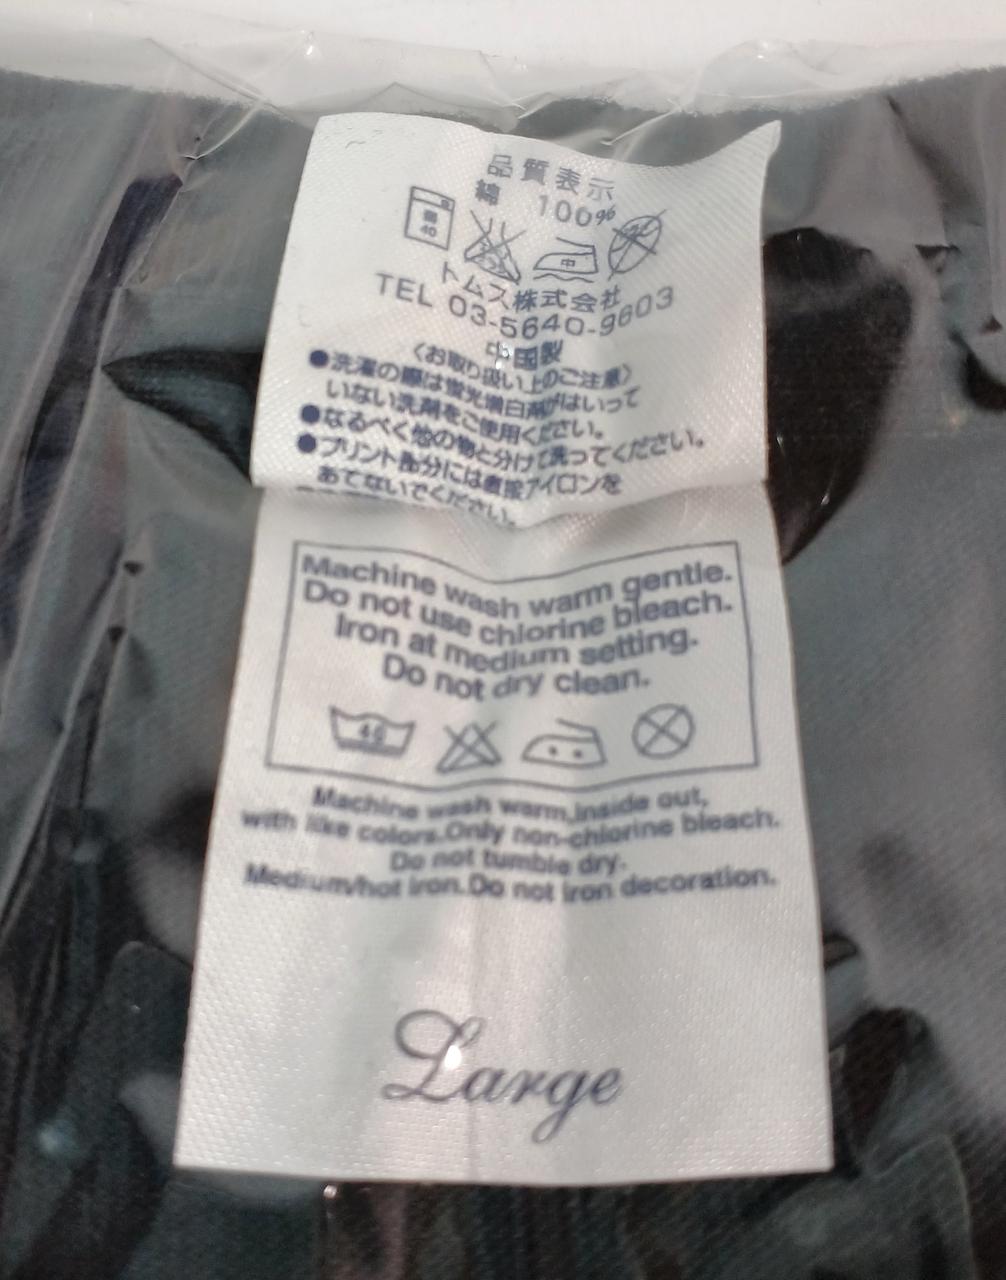 品質表示
綿 100%
弱
40
中
トムス株式会社
TEL 03-5640-9603
中国製
〈お取り扱い上のご注意〉
●洗濯の際は蛍光増白剤がはいって
いない洗剤をご使用ください。
●なるべく他の物と分けて洗ってください。
●プリント部分には直接アイロンを
あてないでください。
Machine wash warm gentle.
Do not use chlorine bleach.
Iron at medium setting.
Do not dry clean.
40
Machine wash warm,Inside out,
with like colors.Only non-chlorine bleach.
Do not tumble dry.
Medium/hot iron.Do not iron decoration.
Large